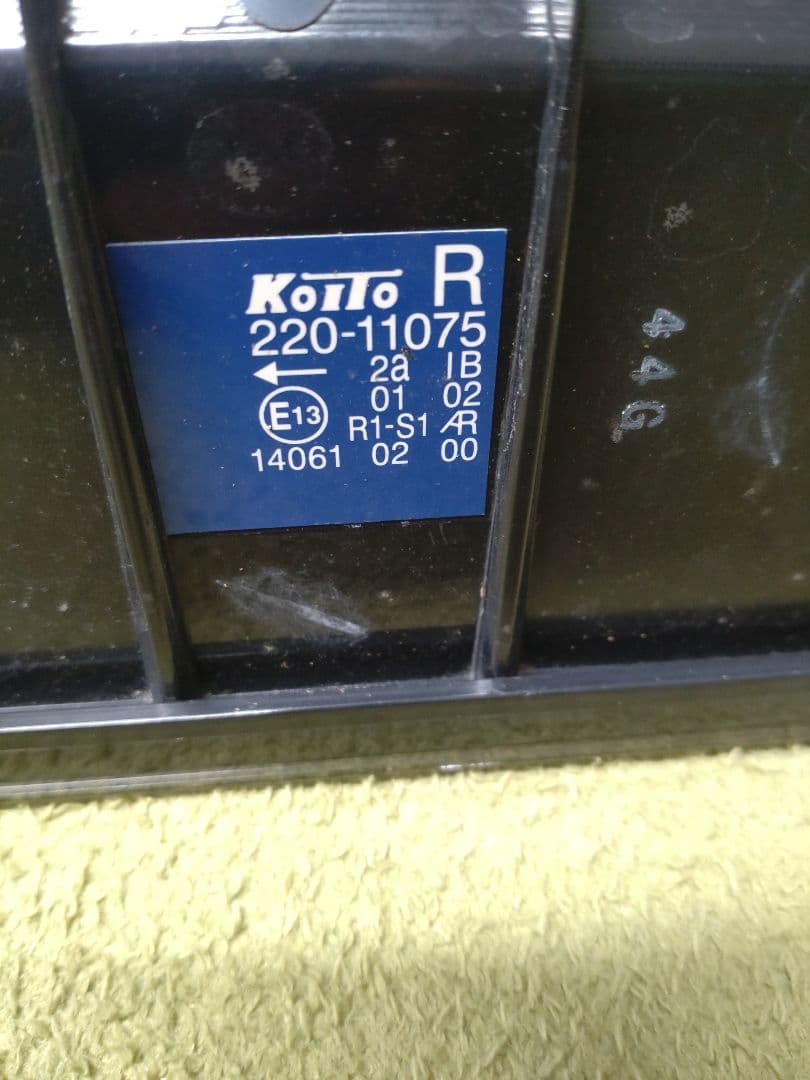 KOITO R
220-11075
← 2a IB
E13 01 02
R1-S1 AR
14061 02 00
44G